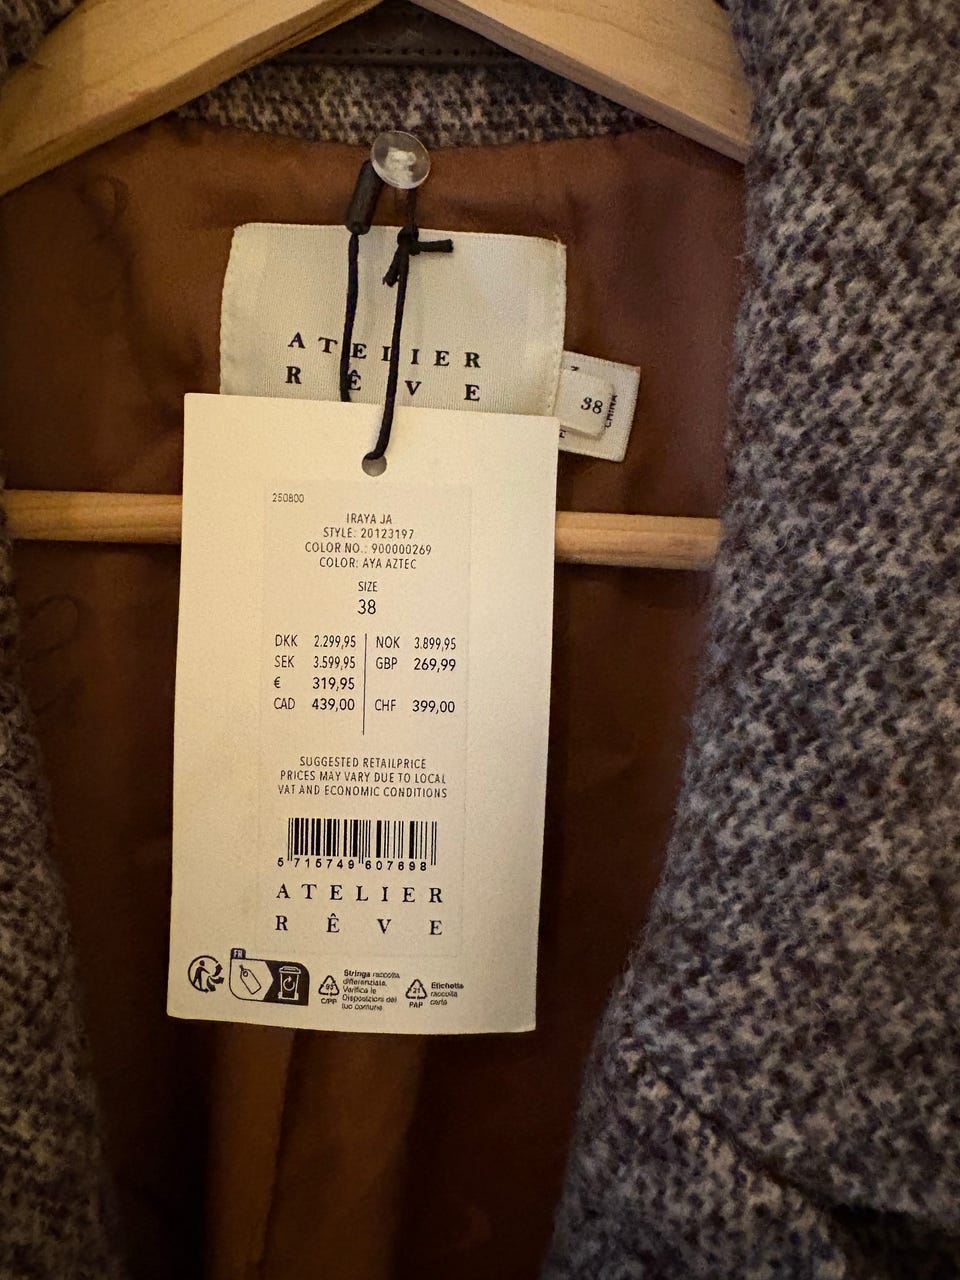 ATELIER
RÊVE
38
CHINA
250800
IRAYA JA
STYLE: 20123197
COLOR NO.: 900000269
COLOR: AYA AZTEC
SIZE
38
DKK 2.299,95 NOK 3.899,95
SEK 3.599,95 GBP 269,99
€ 319,95
CAD 439,00 CHF 399,00
SUGGESTED RETAILPRICE
PRICES MAY VARY DUE TO LOCAL
VAT AND ECONOMIC CONDITIONS
5 715749 607698
ATELIER
RÊVE
FR
93
C/PP
Stringa raccolta
differenziata.
Verifica le
Disposizioni del
tuo comune
21
PAP
Etichetta
raccolta
carta